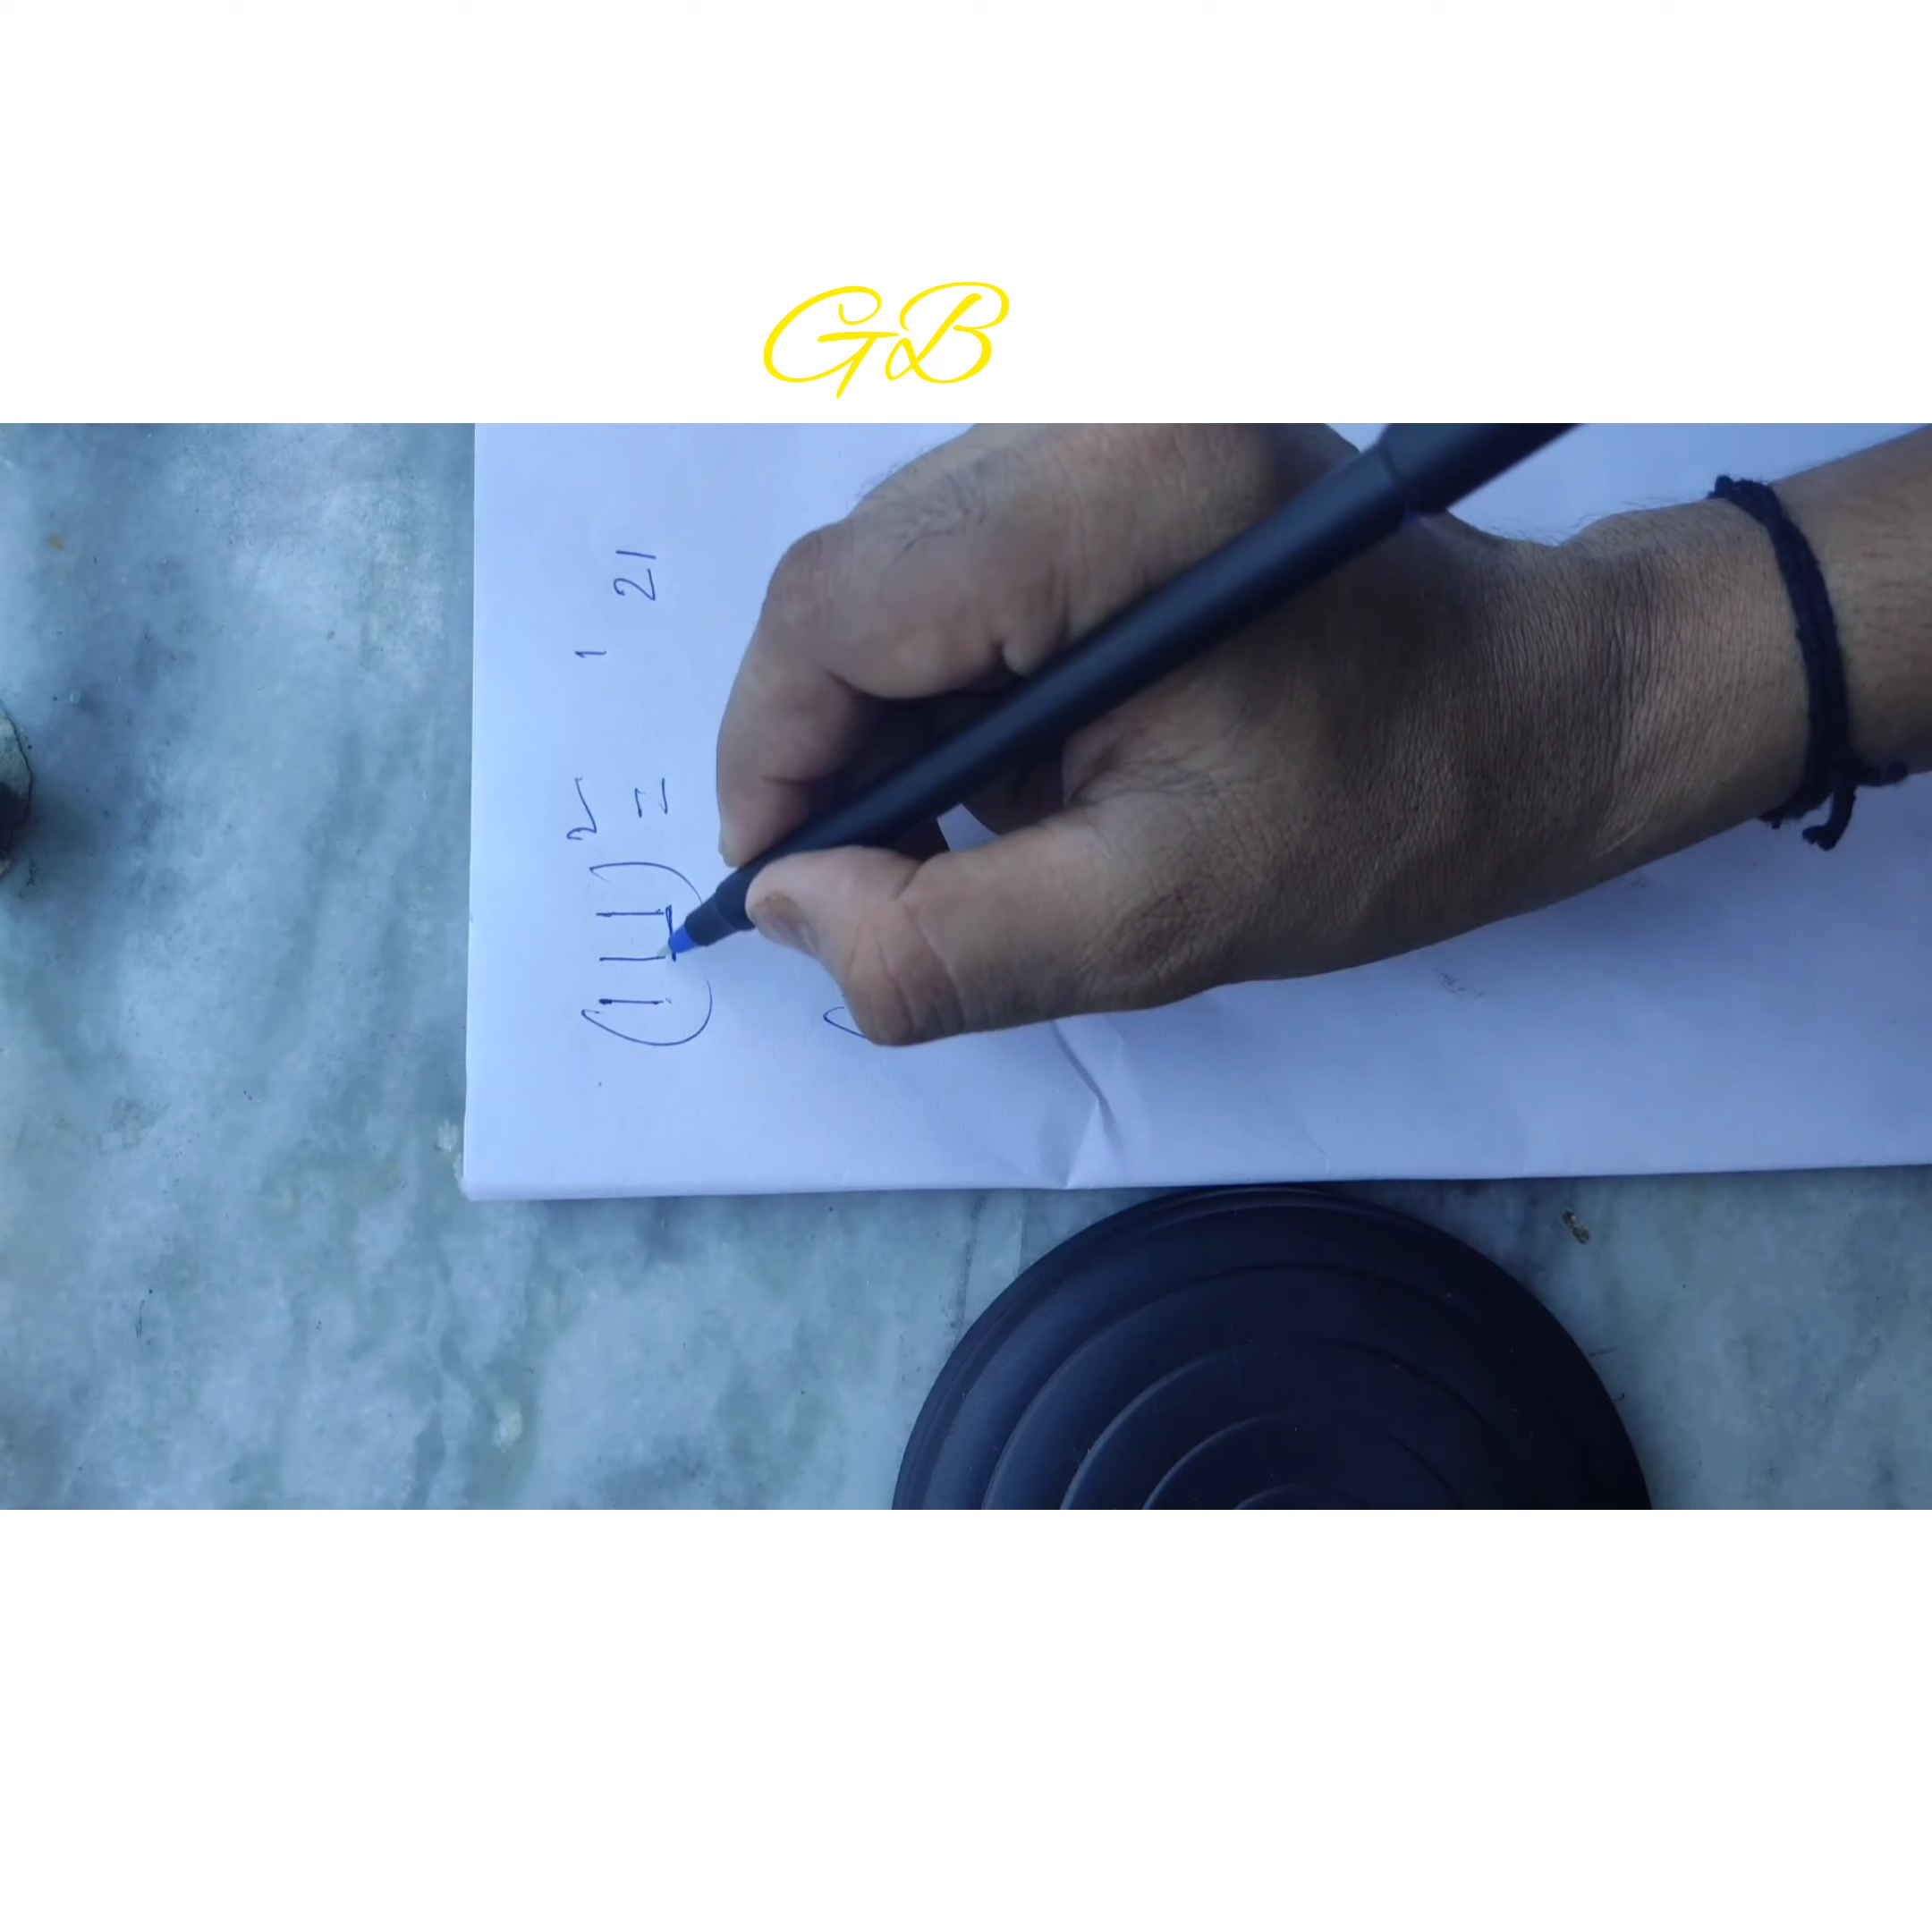 GB
(111)² = ¹ 21